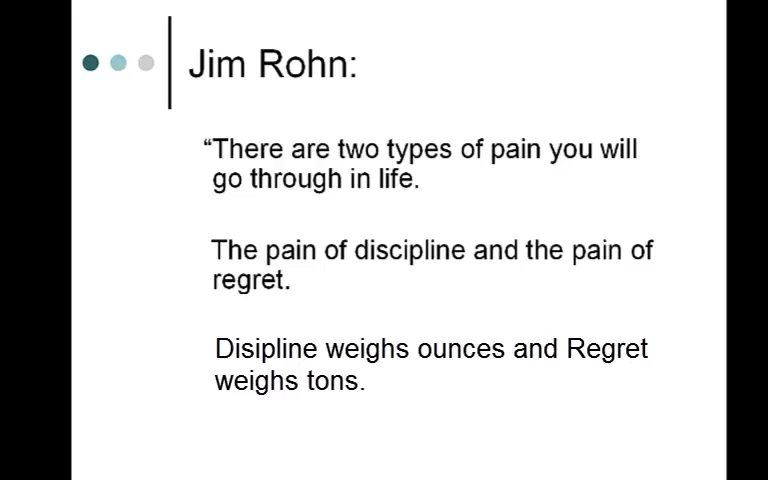 Jim Rohn:
“There are two types of pain you will
go through in life.
The pain of discipline and the pain of
regret.
Disipline weighs ounces and Regret
weighs tons.